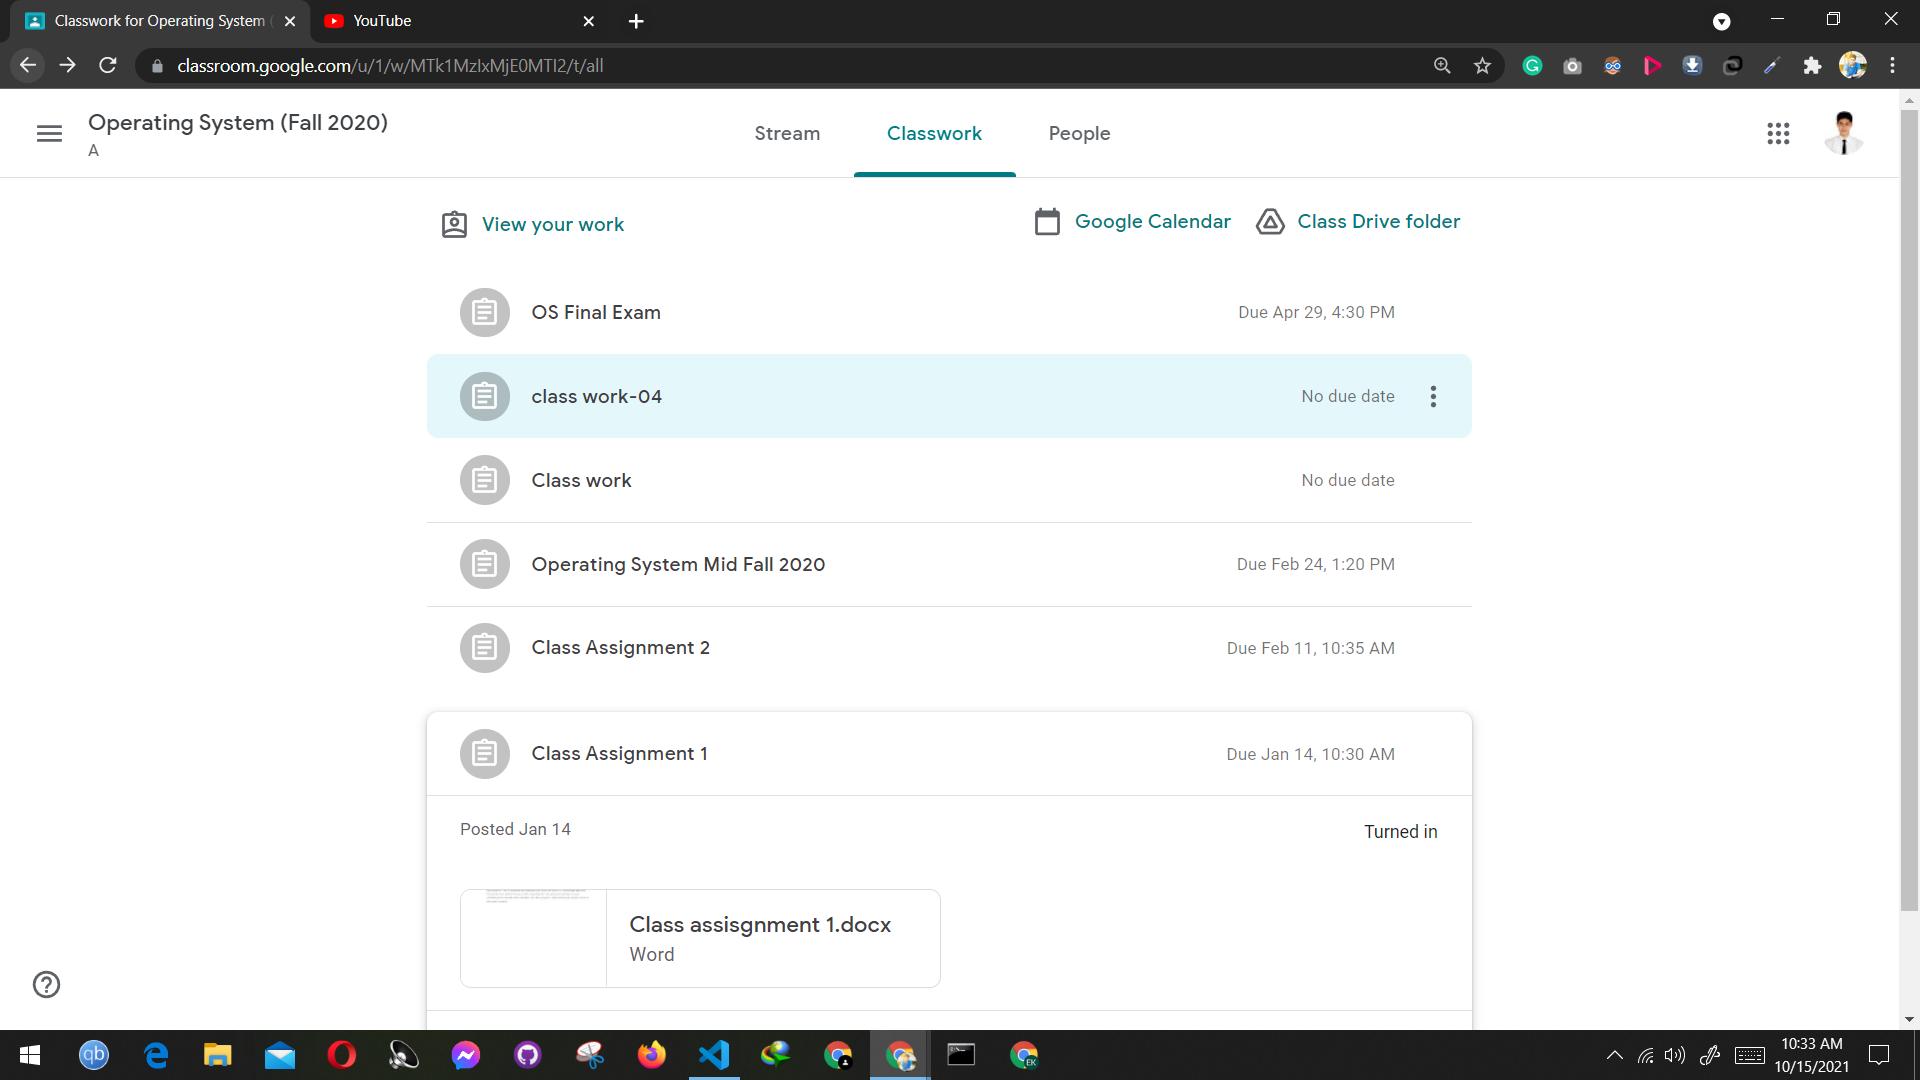 Classwork for Operating System (
YouTube
classroom.google.com/u/1/w/MTk1MzIxMjE0MTI2/t/all
Operating System (Fall 2020)
A
Stream
Classwork
People
View your work
Google Calendar
Class Drive folder
OS Final Exam
Due Apr 29, 4:30 PM
class work-04
No due date
Class work
No due date
Operating System Mid Fall 2020
Due Feb 24, 1:20 PM
Class Assignment 2
Due Feb 11, 10:35 AM
Class Assignment 1
Due Jan 14, 10:30 AM
Posted Jan 14
Turned in
Class assisgnment 1.docx
Word
qb
EK
10:33 AM
10/15/2021